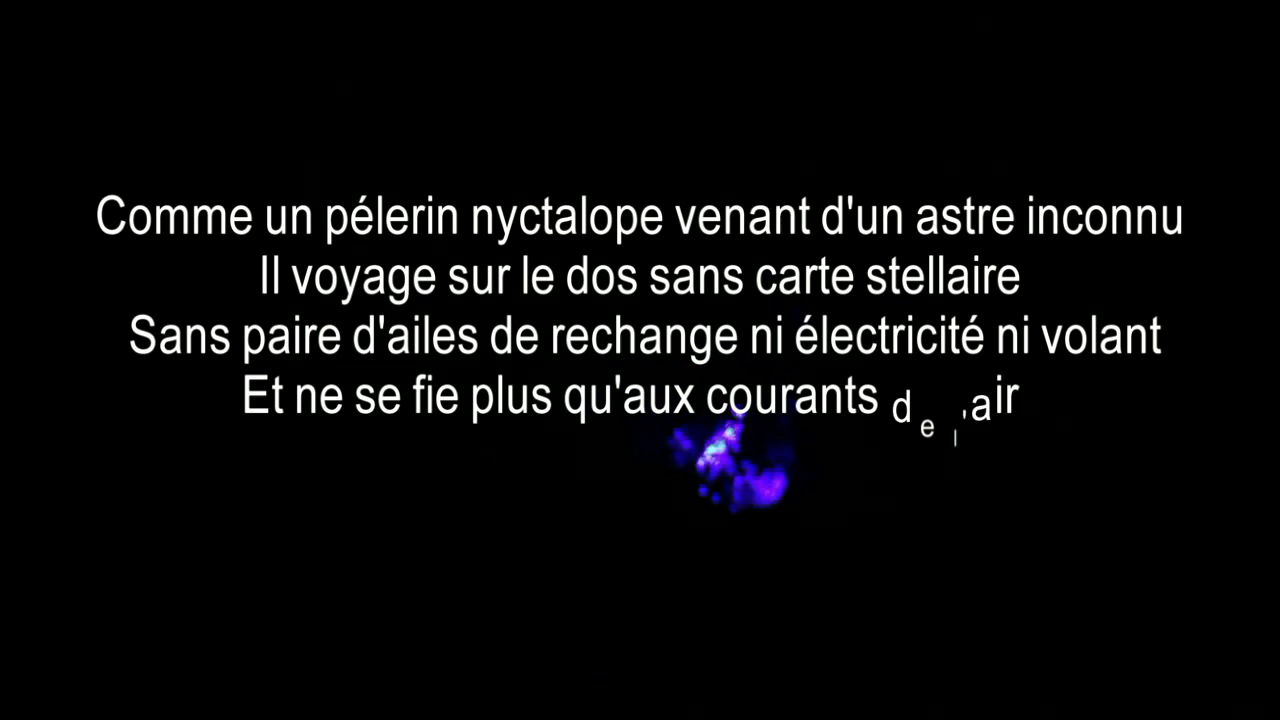 Comme un pélerin nyctalope venant d'un astre inconnu
Il voyage sur le dos sans carte stellaire
Sans paire d'ailes de rechange ni électricité ni volant
Et ne se fie plus qu'aux courants de l'air